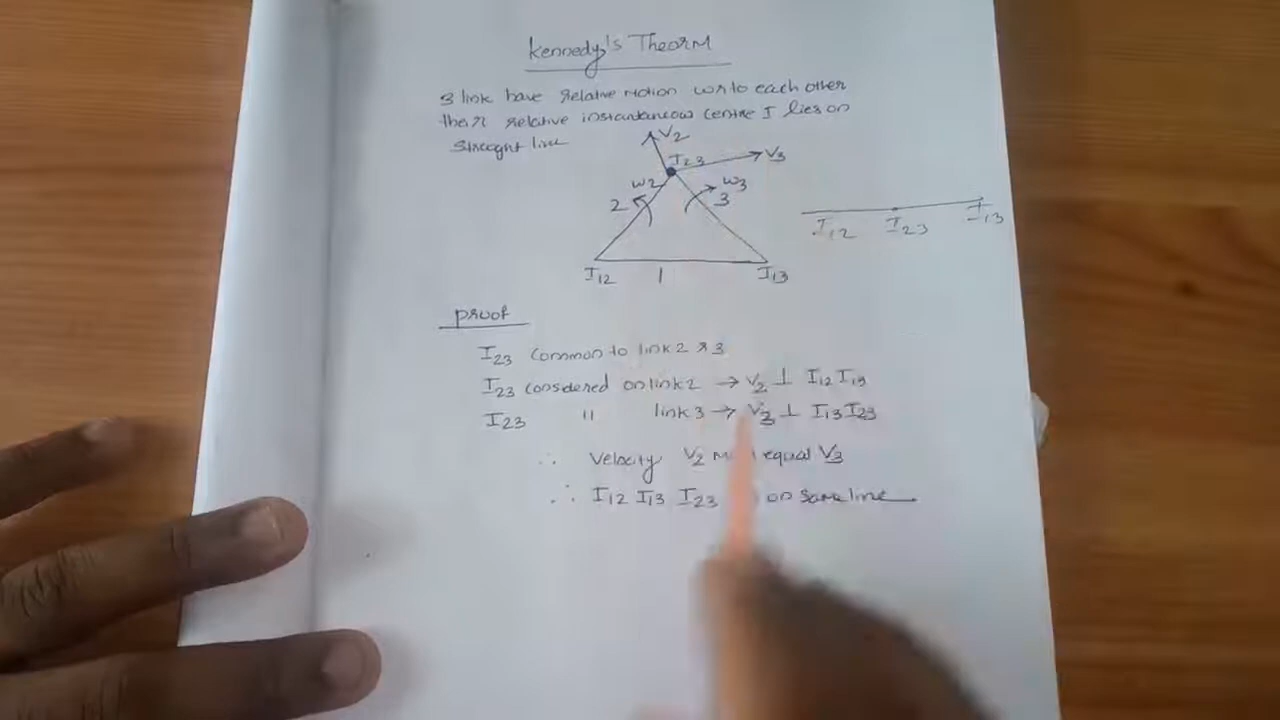 Kennedy's Theorm
3 link have relative motion wr to each other
their relative instantaneow centre I lies on
straight line
V2
I23
V3
W2
W3
2
3
I12
1
I13
I12 I23 I13
proof
I23 common to link 2 & 3
I23 considered on link 2 → V2 ⊥ I12 I13
I23 " link 3 → V3 ⊥ I13 I23
∴ Velocity V2 equal V3
∴ I12 I13 I23 on same line